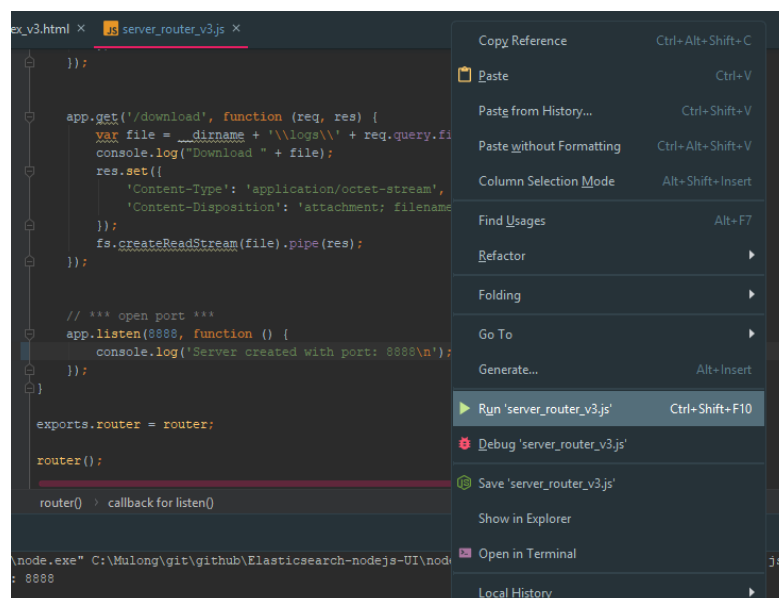 ex_v3.html ×
JS server_router_v3.js ×
});
app.get('/download', function (req, res) {
var file = __dirname + '\\logs\\' + req.query.fi
console.log("Download " + file);
res.set({
'Content-Type': 'application/octet-stream',
'Content-Disposition': 'attachment; filename
});
fs.createReadStream(file).pipe(res);
});
// *** open port ***
app.listen(8888, function () {
console.log('Server created with port: 8888\n');
});
}
exports.router = router;
router();
router() › callback for listen()
\node.exe" C:\Mulong\git\github\Elasticsearch-nodejs-UI\nod
js
: 8888
Copy Reference Ctrl+Alt+Shift+C
Paste Ctrl+V
Paste from History... Ctrl+Shift+V
Paste without Formatting Ctrl+Alt+Shift+V
Column Selection Mode Alt+Shift+Insert
Find Usages Alt+F7
Refactor
Folding
Go To
Generate... Alt+Insert
Run 'server_router_v3.js' Ctrl+Shift+F10
Debug 'server_router_v3.js'
JS Save 'server_router_v3.js'
Show in Explorer
Open in Terminal
Local History